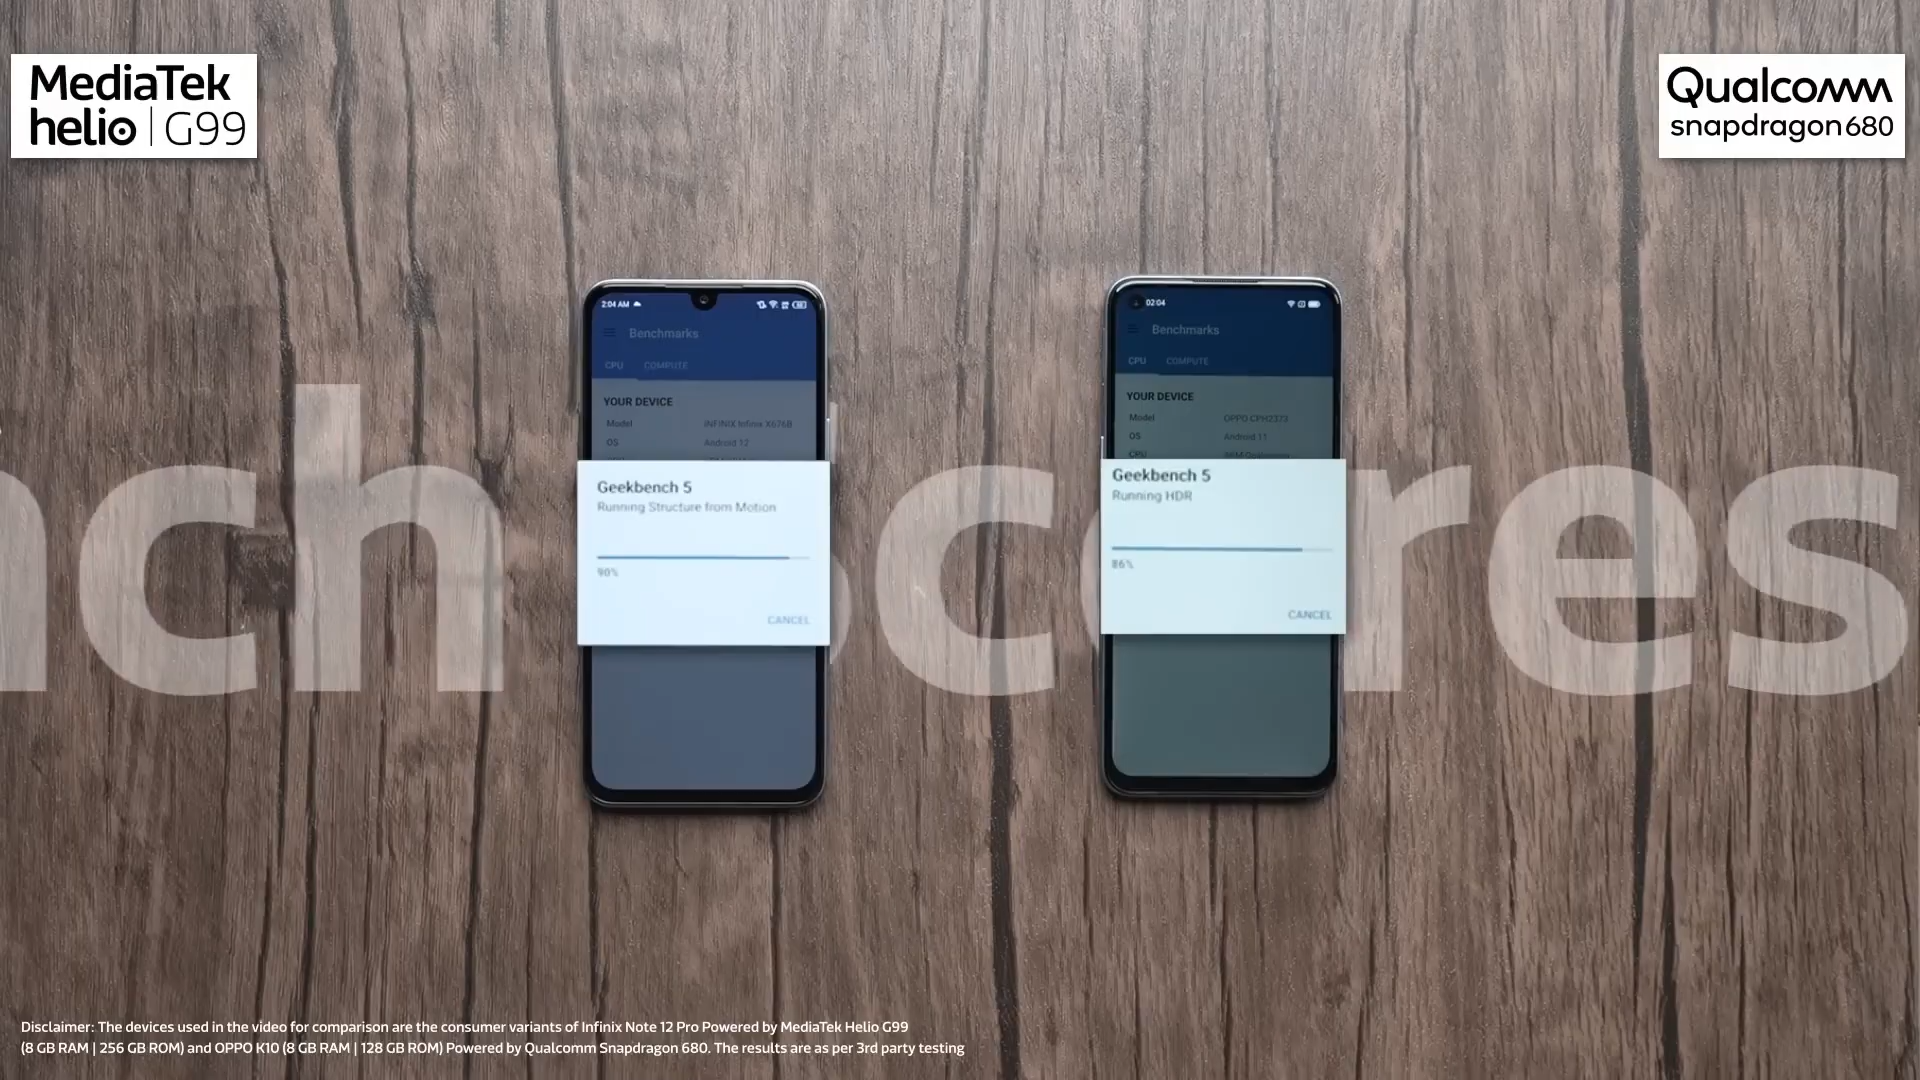 MediaTek
helio | G99
Qualcomm
snapdragon 680
2:04 AM
Benchmarks
CPU COMPUTE
YOUR DEVICE
Model INFINIX Infinix X676B
OS Android 12
Geekbench 5
Running Structure from Motion
90%
CANCEL
02:04
Benchmarks
CPU COMPUTE
YOUR DEVICE
Model OPPO CPH2373
OS Android 11
CPU
Geekbench 5
Running HDR
86%
CANCEL
nch Scores
Disclaimer: The devices used in the video for comparison are the consumer variants of Infinix Note 12 Pro Powered by MediaTek Helio G99
(8 GB RAM | 256 GB ROM) and OPPO K10 (8 GB RAM | 128 GB ROM) Powered by Qualcomm Snapdragon 680. The results are as per 3rd party testing